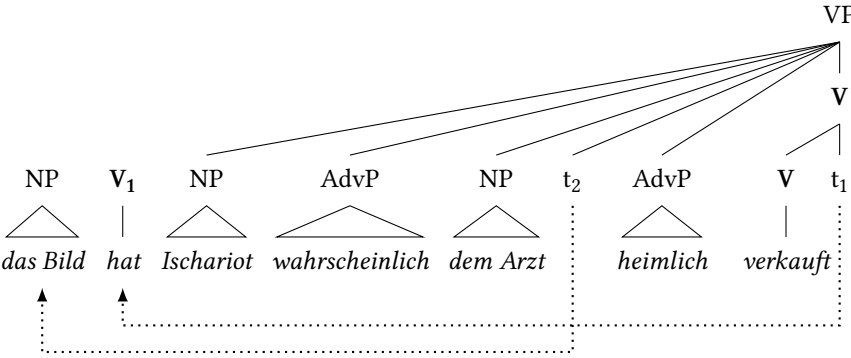 VP
V
NP V₁ NP AdvP NP t₂ AdvP V t₁
das Bild hat Ischariot wahrscheinlich dem Arzt heimlich verkauft